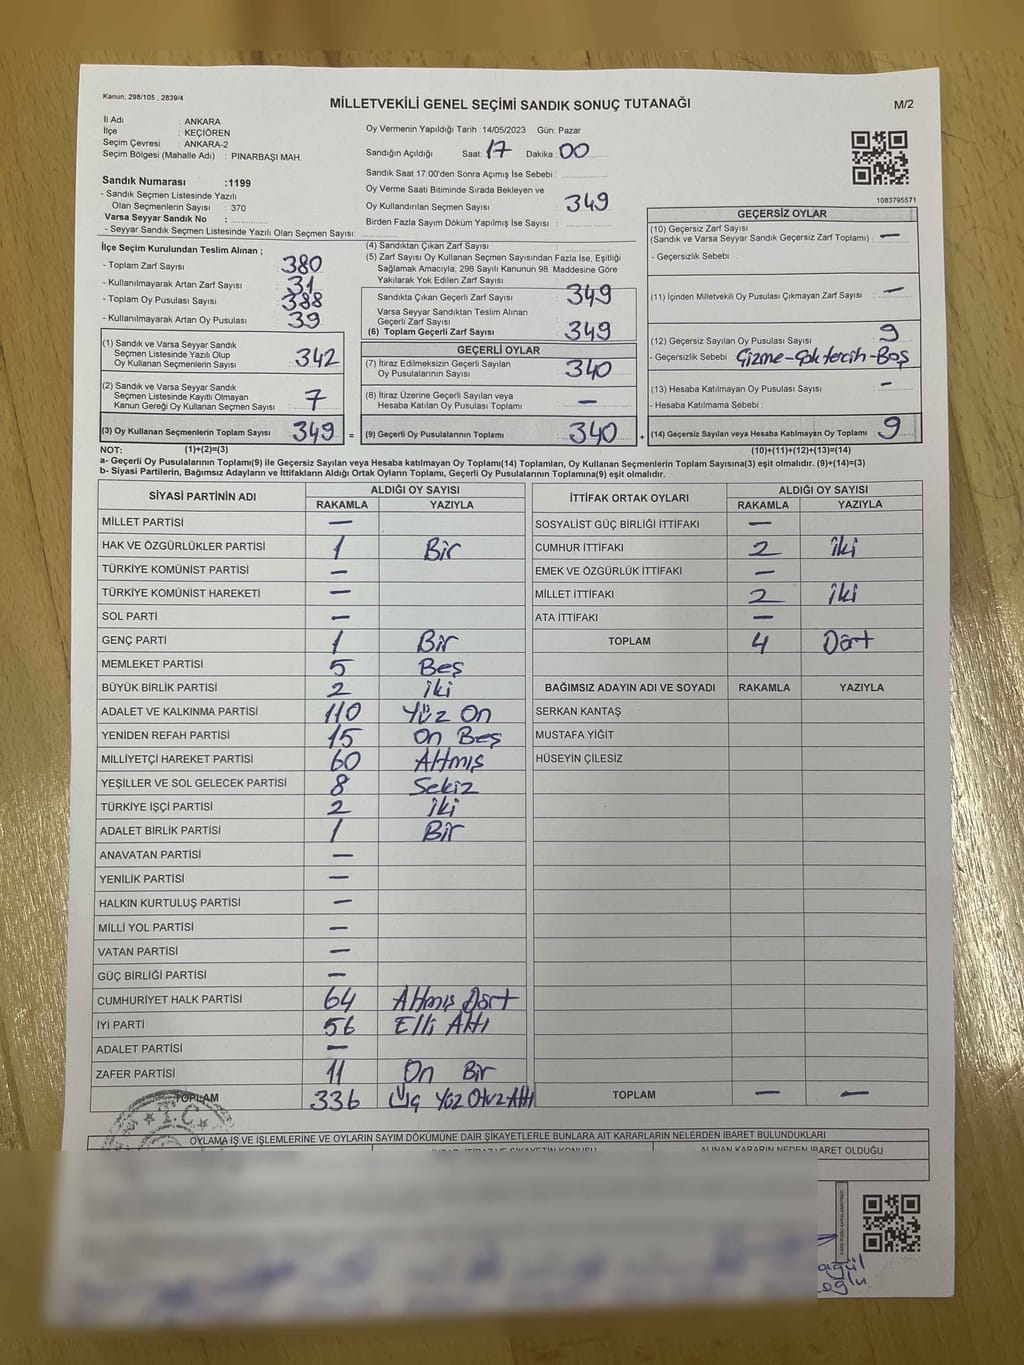 Kanun, 298/105 , 2839/4
MİLLETVEKİLİ GENEL SEÇİMİ SANDIK SONUÇ TUTANAĞI
M/2
İl Adı : ANKARA
İlçe : KEÇİÖREN
Seçim Çevresi : ANKARA-2
Seçim Bölgesi (Mahalle Adı) : PINARBAŞI MAH.
Sandık Numarası :1199
- Sandık Seçmen Listesinde Yazılı
Olan Seçmenlerin Sayısı : 370
Varsa Seyyar Sandık No :
- Seyyar Sandık Seçmen Listesinde Yazılı Olan Seçmen Sayısı:
Oy Vermenin Yapıldığı Tarih : 14/05/2023 Gün: Pazar
Sandığın Açıldığı Saat: 17 Dakika : 00
Sandık Saat 17:00'den Sonra Açımış İse Sebebi :
Oy Verme Saati Bitiminde Sırada Bekleyen ve
Oy Kullandırılan Seçmen Sayısı 349
Birden Fazla Sayım Döküm Yapılmış İse Sayısı :
1083795571
İlçe Seçim Kurulundan Teslim Alınan ;
- Toplam Zarf Sayısı 380
- Kullanılmayarak Artan Zarf Sayısı : 31
- Toplam Oy Pusulası Sayısı 388
- Kullanılmayarak Artan Oy Pusulası 39
(1) Sandık ve Varsa Seyyar Sandık
Seçmen Listesinde Yazılı Olup
Oy Kullanan Seçmenlerin Sayısı 342
(2) Sandık ve Varsa Seyyar Sandık
Seçmen Listesinde Kayıtlı Olmayan
Kanun Gereği Oy Kullanan Seçmen Sayısı 7
(3) Oy Kullanan Seçmenlerin Toplam Sayısı 349 =
(4) Sandıktan Çıkan Zarf Sayısı
(5) Zarf Sayısı Oy Kullanan Seçmen Sayısından Fazla İse, Eşitliği
Sağlamak Amacıyla, 298 Sayılı Kanunun 98. Maddesine Göre
Yakılarak Yok Edilen Zarf Sayısı
Sandıkta Çıkan Geçerli Zarf Sayısı 349
Varsa Seyyar Sandıktan Teslim Alınan
Geçerli Zarf Sayısı :
(6) Toplam Geçerli Zarf Sayısı 349
GEÇERLİ OYLAR
(7) İtiraz Edilmeksizin Geçerli Sayılan
Oy Pusulalarının Sayısı : 340
(8) İtiraz Üzerine Geçerli Sayılan veya
Hesaba Katılan Oy Pusulası Toplamı —
(9) Geçerli Oy Pusulalarının Toplamı : 340 +
GEÇERSİZ OYLAR
(10) Geçersiz Zarf Sayısı
(Sandık ve Varsa Seyyar Sandık Geçersiz Zarf Toplamı) : —
- Geçersizlik Sebebi
(11) İçinden Milletvekili Oy Pusulası Çıkmayan Zarf Sayısı : —
(12) Geçersiz Sayılan Oy Pusulası Sayısı 9
- Geçersizlik Sebebi Çizme-Çok tercih-Boş
(13) Hesaba Katılmayan Oy Pusulası Sayısı : —
- Hesaba Katılmama Sebebi :
(14) Geçersiz Sayılan veya Hesaba Katılmayan Oy Toplamı : 9
NOT: (1)+(2)=(3)
(10)+(11)+(12)+(13)=(14)
a- Geçerli Oy Pusulalarının Toplamı(9) ile Geçersiz Sayılan veya Hesaba katılmayan Oy Toplamı(14) Toplamları, Oy Kullanan Seçmenlerin Toplam Sayısına(3) eşit olmalıdır. (9)+(14)=(3)
b- Siyasi Partilerin, Bağımsız Adayların ve İttifakların Aldığı Ortak Oyların Toplamı, Geçerli Oy Pusulalarının Toplamına(9) eşit olmalıdır.
SİYASİ PARTİNİN ADI
ALDIĞI OY SAYISI
RAKAMLA YAZIYLA
MİLLET PARTİSİ —
HAK VE ÖZGÜRLÜKLER PARTİSİ 1 Bir
TÜRKİYE KOMÜNİST PARTİSİ —
TÜRKİYE KOMÜNİST HAREKETİ —
SOL PARTİ —
GENÇ PARTİ 1 Bir
MEMLEKET PARTİSİ 5 Beş
BÜYÜK BİRLİK PARTİSİ 2 iki
ADALET VE KALKINMA PARTİSİ 110 Yüz On
YENİDEN REFAH PARTİSİ 15 On Beş
MİLLİYETÇİ HAREKET PARTİSİ 60 Altmış
YEŞİLLER VE SOL GELECEK PARTİSİ 8 Sekiz
TÜRKİYE İŞÇİ PARTİSİ 2 iki
ADALET BİRLİK PARTİSİ 1 Bir
ANAVATAN PARTİSİ —
YENİLİK PARTİSİ —
HALKIN KURTULUŞ PARTİSİ —
MİLLİ YOL PARTİSİ —
VATAN PARTİSİ —
GÜÇ BİRLİĞİ PARTİSİ —
CUMHURİYET HALK PARTİSİ 64 Altmış Dört
İYİ PARTİ 56 Elli Altı
ADALET PARTİSİ —
ZAFER PARTİSİ 11 On Bir
TOPLAM 336 Üç Yüz Otuz Altı
T.C.
İTTİFAK ORTAK OYLARI
ALDIĞI OY SAYISI
RAKAMLA YAZIYLA
SOSYALİST GÜÇ BİRLİĞİ İTTİFAKI —
CUMHUR İTTİFAKI 2 iki
EMEK VE ÖZGÜRLÜK İTTİFAKI —
MİLLET İTTİFAKI 2 iki
ATA İTTİFAKI —
TOPLAM 4 Dört
BAĞIMSIZ ADAYIN ADI VE SOYADI RAKAMLA YAZIYLA
SERKAN KANTAŞ
MUSTAFA YİĞİT
HÜSEYİN ÇİLESİZ
TOPLAM — —
OYLAMA İŞ VE İŞLEMLERİNE VE OYLARIN SAYIM DÖKÜMÜNE DAİR ŞİKAYETLERLE BUNLARA AİT KARARLARIN NELERDEN İBARET BULUNDUKLARI
ALINAN KARARIN NEDEN İBARET OLDUĞU